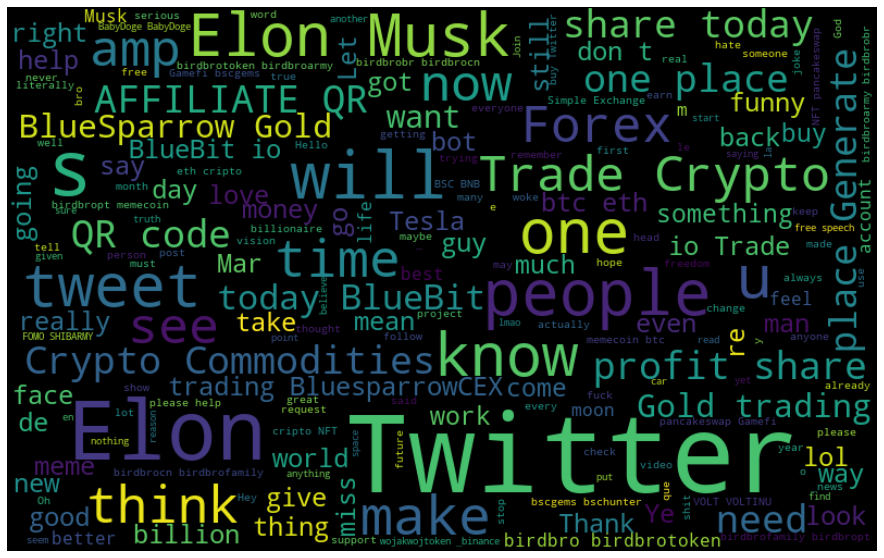 Musk
serious
word
another
BabyDoge BabyDoge
right
amp
Elon Musk
share today
God
help
birdbrotoken birdbroarmy
birdbrobr birdbrocn
Join
hate
someone
Let
still
don t
buy Twitter
real
joke
never
free
Gamefi bscgems
true
one place
literally
bro
AFFILIATE QR
got
now
Simple Exchange
earn
m
funny
NFT pancakeswap
birdbroarmy birdbrobr
BlueSparrow Gold
want
Forex
back
buy
everyone
start
well
getting
Hello
BlueBit io
bot
trying
remember
first
le
saying
la
say
s
will
Trade Crypto
eth cripto
BSC BNB
month
day
love
go
life
many
woke
keep
birdbropt memecoin
sure
truth
money
Tesla
e
btc eth
free speech
made
going
QR code
billionaire
tell
vision
maybe
guy
one
something
account
place Generate
given
person
post
Mar
time
much
head
hope
io Trade
must
best
may
freedom
use
tweet
today BlueBit
people
u
feel
always
believe
change
really
see
take
mean
project
even
re
man
FOMO SHIBARMY
thought
point
follow
lmao
actually
know
memecoin btc
read
y
anyone
Crypto Commodities
profit share
face
trading BluesparrowCEX
come
fuck
car
yet
already
show
please help
great
every
moon
Gold trading
de
en
lot
request
said
work
nothing
reason
cripto NFT
space
future
check
pancakeswap Gamefi
please
meme
Elon
world
Twitter
year
lol
birdbrocn birdbrofamily
anything
put
video
o
way
new
Oh
think
Hey
give
miss
make
stop
bscgems bschunter
que
shit
news
find
VOLT VOLTINU
good
thing
Thank
Ye
need
look
seem
better
billion
support
wojakwojtoken _binance
birdbro birdbrotoken
birdbrofamily birdbropt